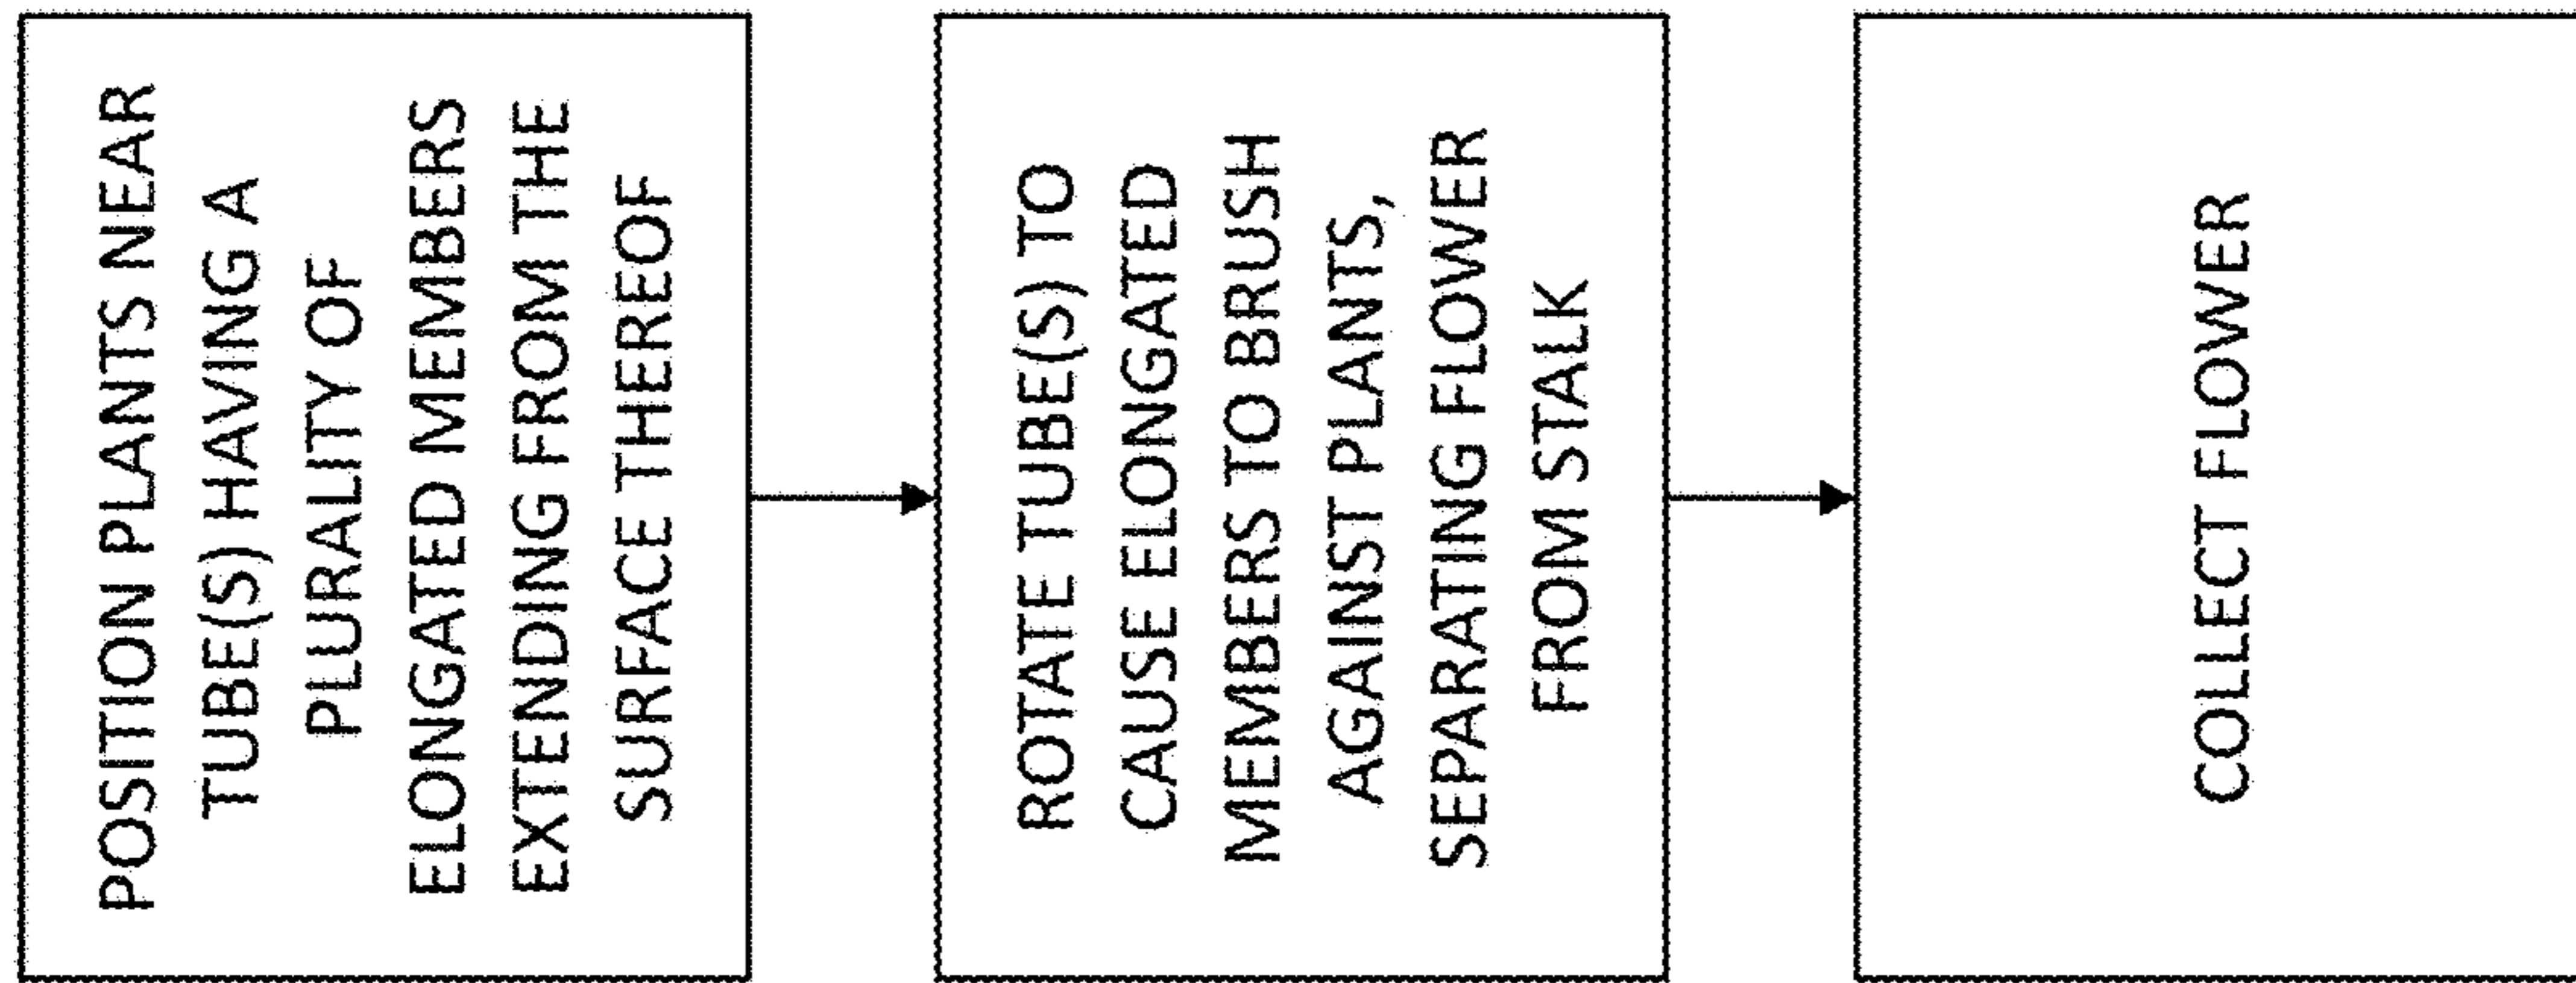 POSITION PLANTS NEAR
TUBE(S) HAVING A
PLURALITY OF
ELONGATED MEMBERS
EXTENDING FROM THE
SURFACE THEREOF
ROTATE TUBE(S) TO
CAUSE ELONGATED
MEMBERS TO BRUSH
AGAINST PLANTS,
SEPARATING FLOWER
FROM STALK
COLLECT FLOWER